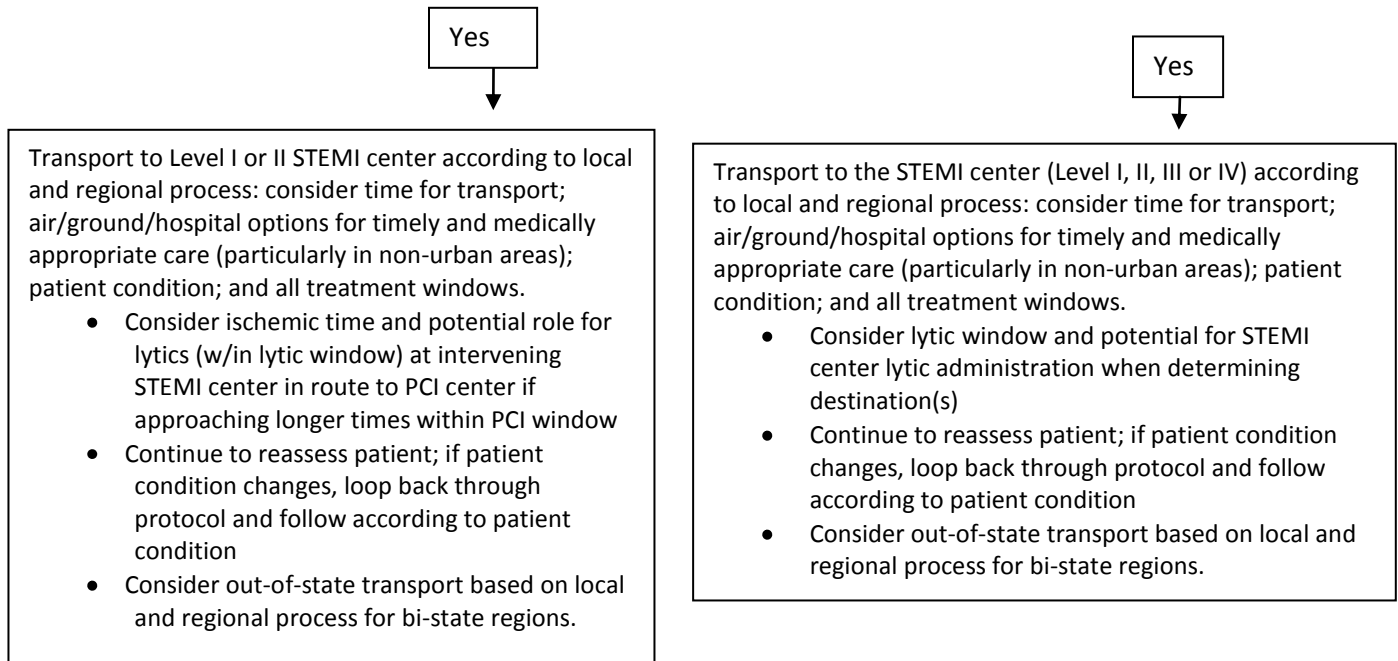 Yes
Transport to Level I or II STEMI center according to local
and regional process: consider time for transport;
air/ground/hospital options for timely and medically
appropriate care (particularly in non-urban areas);
patient condition; and all treatment windows.
• Consider ischemic time and potential role for
lytics (w/in lytic window) at intervening
STEMI center in route to PCI center if
approaching longer times within PCI window
• Continue to reassess patient; if patient
condition changes, loop back through
protocol and follow according to patient
condition
• Consider out-of-state transport based on local
and regional process for bi-state regions.
Yes
Transport to the STEMI center (Level I, II, III or IV) according
to local and regional process: consider time for transport;
air/ground/hospital options for timely and medically
appropriate care (particularly in non-urban areas); patient
condition; and all treatment windows.
• Consider lytic window and potential for STEMI
center lytic administration when determining
destination(s)
• Continue to reassess patient; if patient condition
changes, loop back through protocol and follow
according to patient condition
• Consider out-of-state transport based on local and
regional process for bi-state regions.